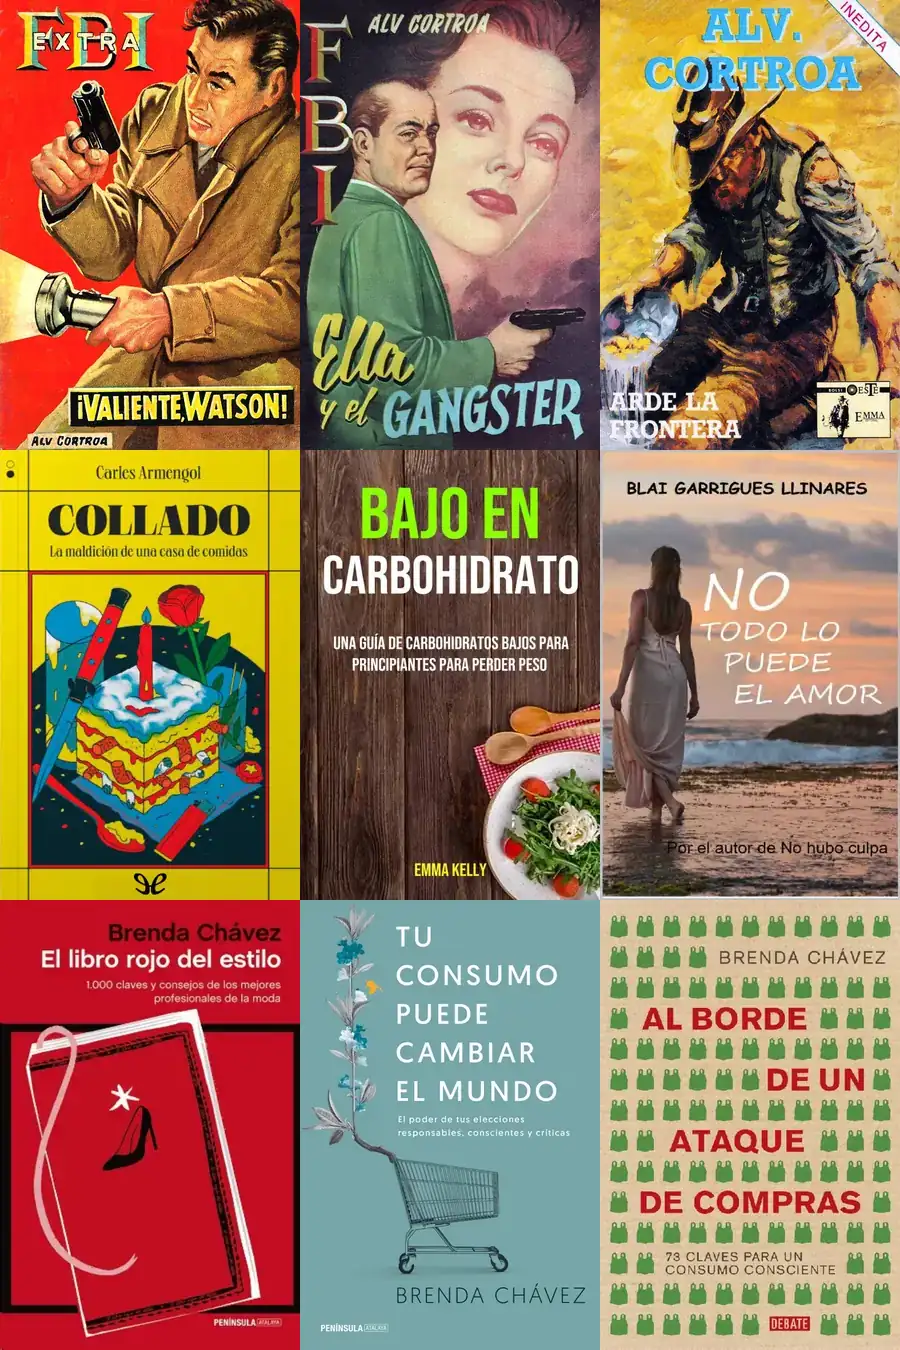 FBI
EXTRA
¡VALIENTE, WATSON!
ALV CORTROA
ALV CORTROA
F
B
I
Ella
y el GANGSTER
INEDITA
ALV.
CORTROA
ARDE LA
FRONTERA
BOLSI OESTE
EMMA
Carles Armengol
COLLADO
La maldición de una casa de comidas
BAJO EN
CARBOHIDRATO
UNA GUÍA DE CARBOHIDRATOS BAJOS PARA
PRINCIPIANTES PARA PERDER PESO
EMMA KELLY
BLAI GARRIGUES LLINARES
NO
TODO LO
PUEDE
EL AMOR
Por el autor de No hubo culpa
Brenda Chávez
El libro rojo del estilo
1.000 claves y consejos de los mejores
profesionales de la moda
PENÍNSULA ATALAYA
TU
CONSUMO
PUEDE
CAMBIAR
EL MUNDO
El poder de tus elecciones
responsables, conscientes y críticas
BRENDA CHÁVEZ
PENÍNSULA ATALAYA
BRENDA CHÁVEZ
AL BORDE
DE UN
ATAQUE
DE COMPRAS
73 CLAVES PARA UN
CONSUMO CONSCIENTE
DEBATE